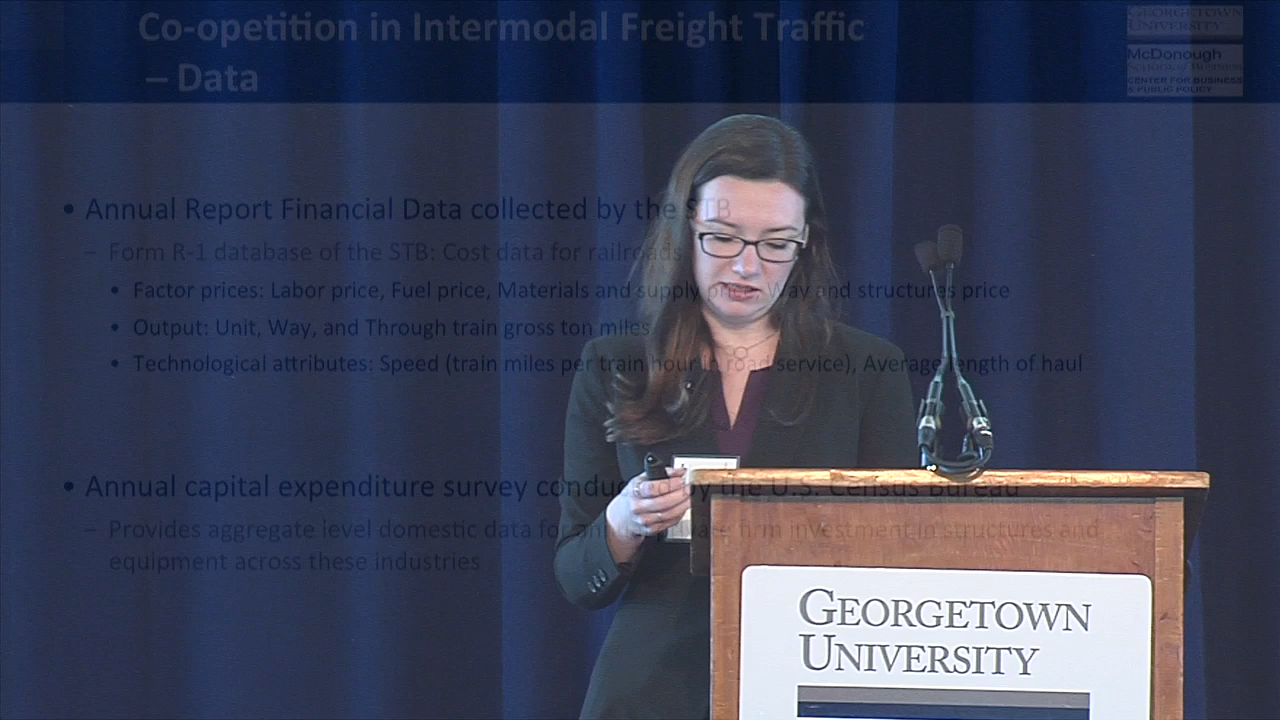 Co-opetition in Intermodal Freight Traffic
– Data
GEORGETOWN
UNIVERSITY
McDonough
SCHOOL of BUSINESS
CENTER FOR BUSINESS
& PUBLIC POLICY
• Annual Report Financial Data collected by the STB
– Form R-1 database of the STB: Cost data for railroads
• Factor prices: Labor price, Fuel price, Materials and supply price, Way and structures price
• Output: Unit, Way, and Through train gross ton miles
• Technological attributes: Speed (train miles per train hour in road service), Average length of haul
• Annual capital expenditure survey conducted by the U.S. Census Bureau
– Provides aggregate level domestic data for private firm investment in structures and
equipment across these industries
GEORGETOWN
UNIVERSITY